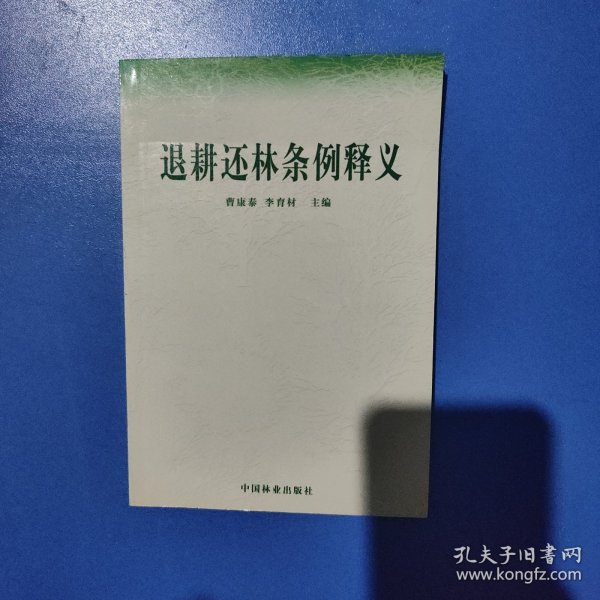 退耕还林条例释义
曹康泰 李育材 主编
中国林业出版社
孔夫子旧書网
www.kongfz.com